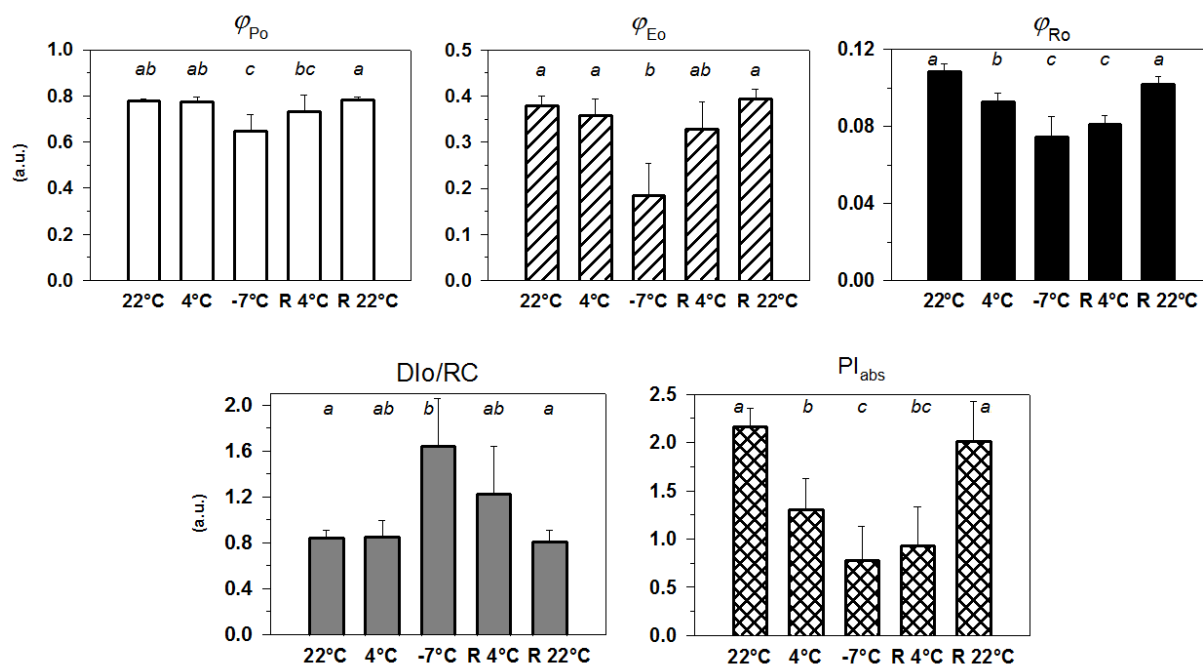 φPo
φEo
φRo
(a.u.)
1.0
0.8
0.6
0.4
0.2
0.0
ab ab c bc a
22°C 4°C -7°C R 4°C R 22°C
0.5
0.4
0.3
0.2
0.1
0.0
a a b ab a
22°C 4°C -7°C R 4°C R 22°C
0.12
0.08
0.04
0.00
a b c c a
22°C 4°C -7°C R 4°C R 22°C
DIo/RC
(a.u.)
2.0
1.6
1.2
0.8
0.4
0.0
a ab b ab a
22°C 4°C -7°C R 4°C R 22°C
PIabs
2.5
2.0
1.5
1.0
0.5
0.0
a b c bc a
22°C 4°C -7°C R 4°C R 22°C